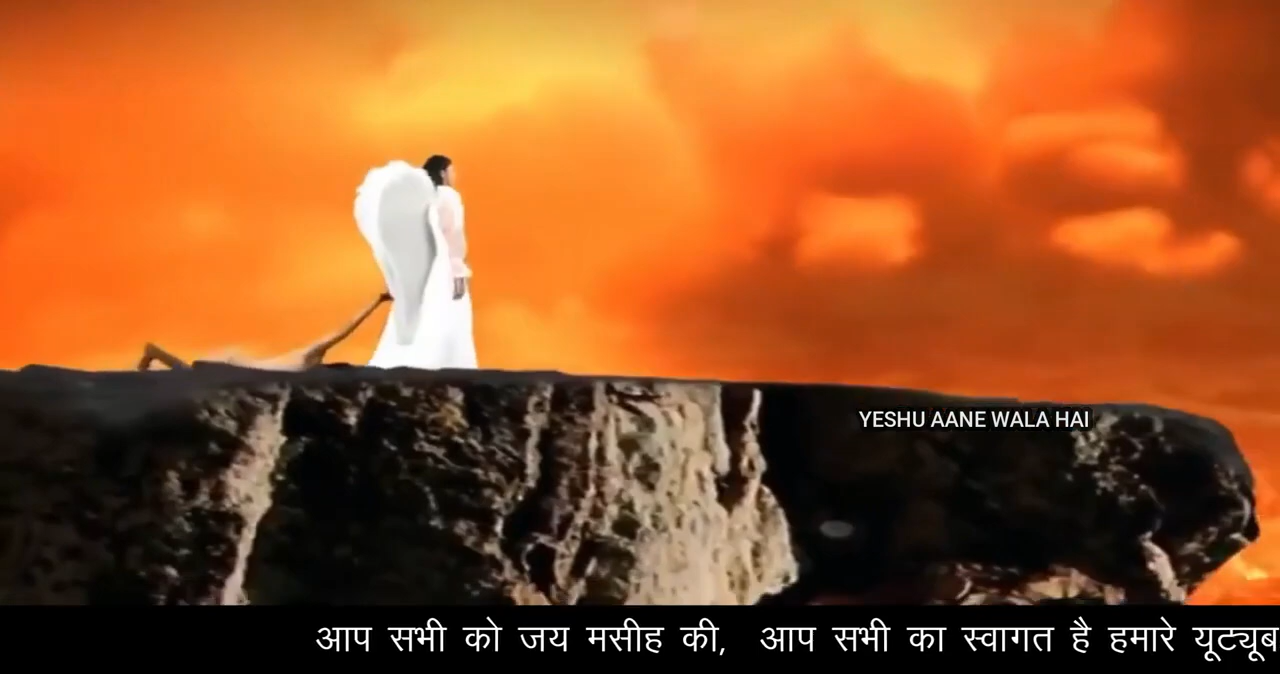 YESHU AANE WALA HAI
आप सभी को जय मसीह की, आप सभी का स्वागत है हमारे यूट्यूब